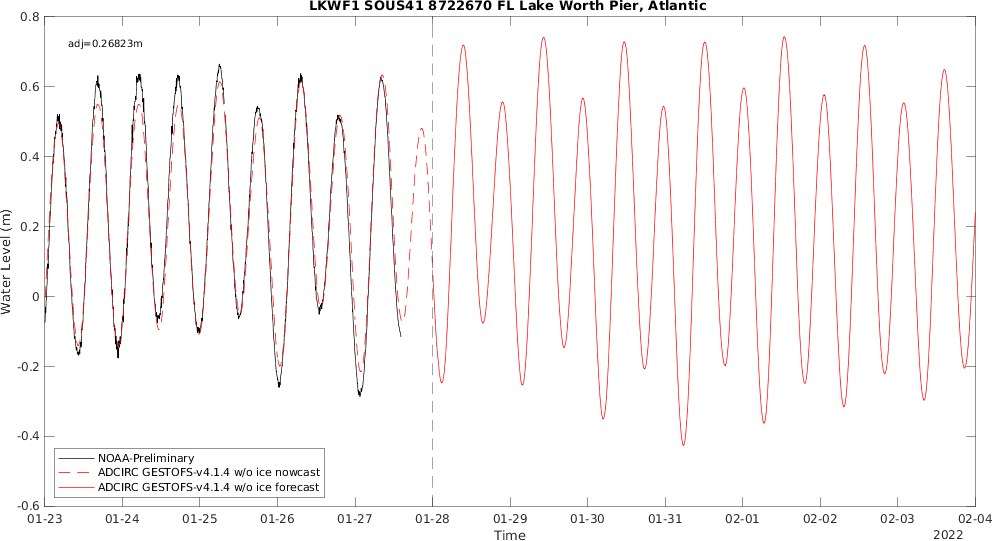 LKWF1 SOUS41 8722670 FL Lake Worth Pier, Atlantic
adj=0.26823m
0.8
0.6
0.4
0.2
0
-0.2
-0.4
-0.6
Water Level (m)
NOAA-Preliminary
ADCIRC GESTOFS-v4.1.4 w/o ice nowcast
ADCIRC GESTOFS-v4.1.4 w/o ice forecast
01-23 01-24 01-25 01-26 01-27 01-28 01-29 01-30 01-31 02-01 02-02 02-03 02-04
Time
2022